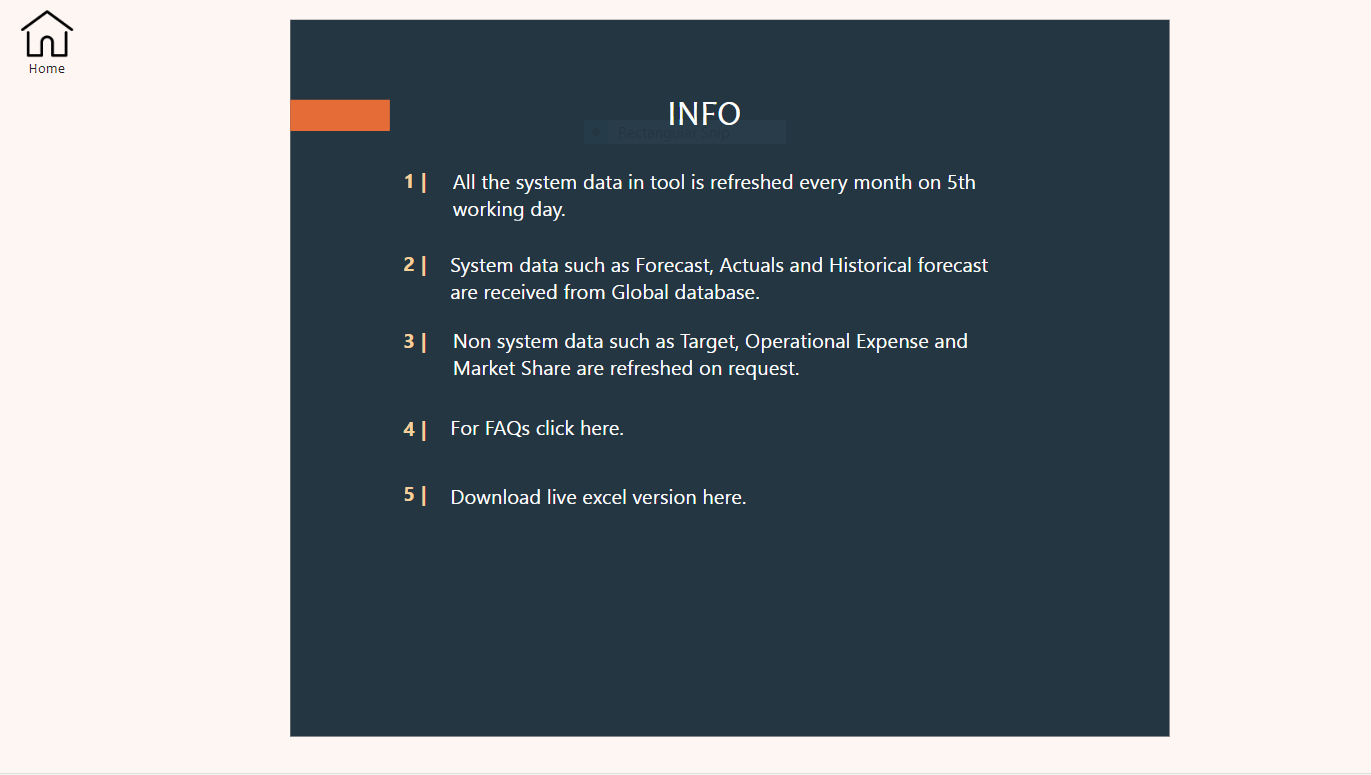 Home
INFO
Rectangular Snip
1 | All the system data in tool is refreshed every month on 5th
working day.
2 | System data such as Forecast, Actuals and Historical forecast
are received from Global database.
3 | Non system data such as Target, Operational Expense and
Market Share are refreshed on request.
4 | For FAQs click here.
5 | Download live excel version here.